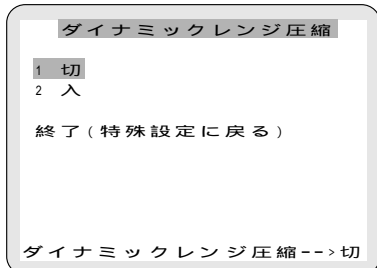 ダイナミックレンジ圧縮
1 切
2 入
終了(特殊設定に戻る)
ダイナミックレンジ圧縮-->切